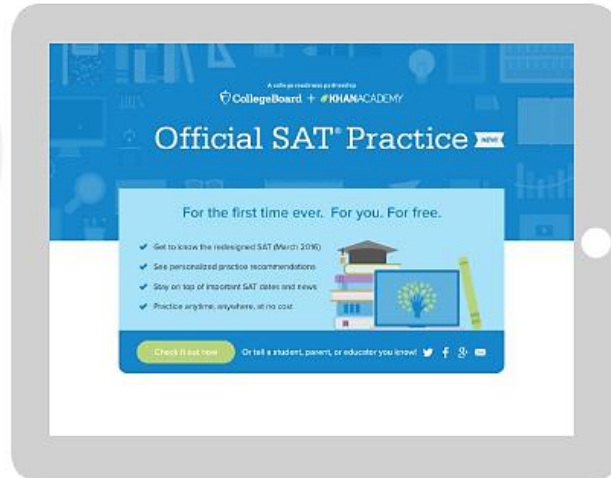 A college readiness partnership
CollegeBoard + KHANACADEMY
Official SAT® Practice NEW!
For the first time ever. For you. For free.
Get to know the redesigned SAT (March 2016)
See personalized practice recommendations
Stay on top of important SAT dates and news
Practice anytime, anywhere, at no cost.
Check it out now Or tell a student, parent, or educator you know!